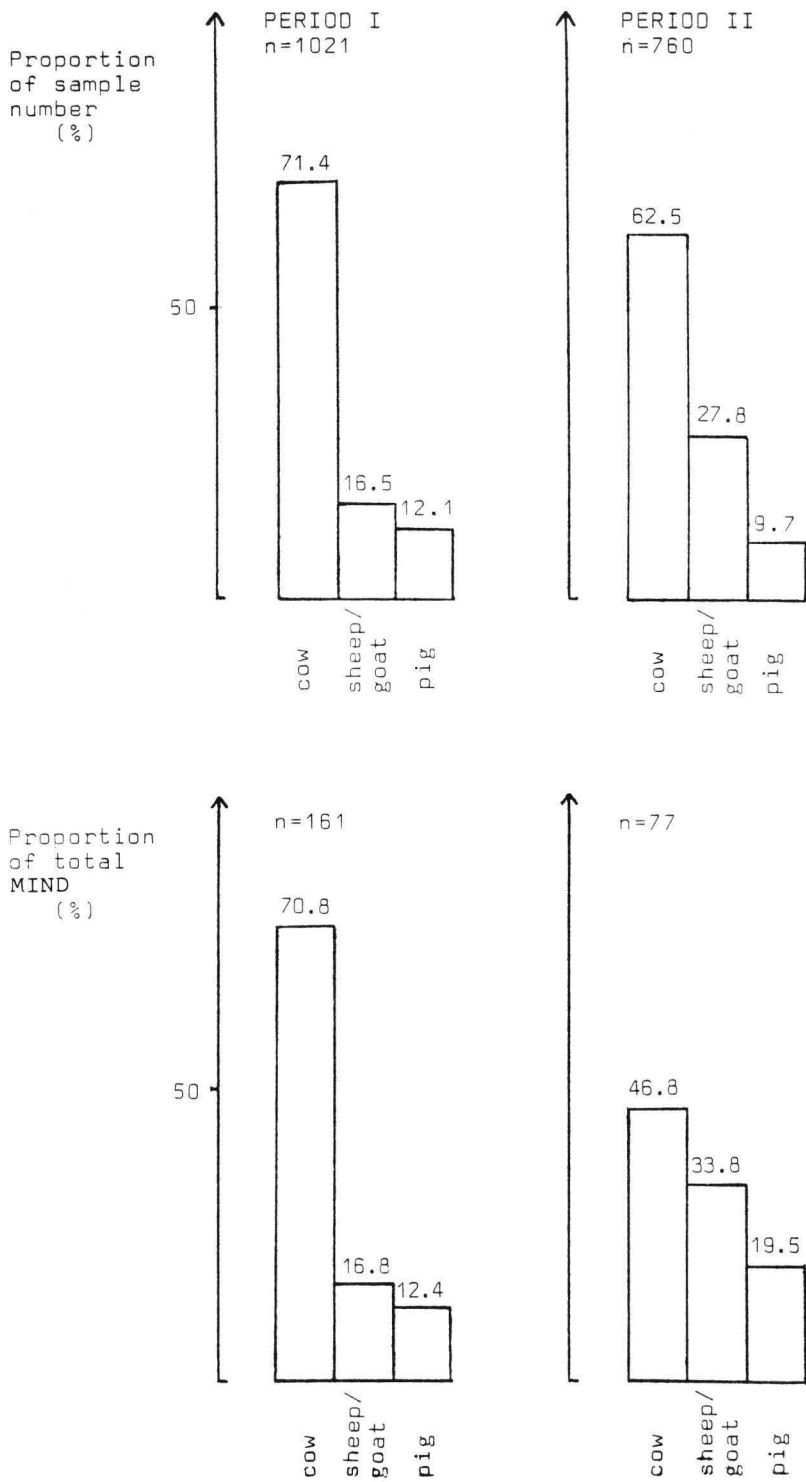 Proportion
of sample
number
(%)
PERIOD I
n=1021
71.4
50
16.5
12.1
cow
sheep/
goat
pig
PERIOD II
n=760
62.5
27.8
9.7
cow
sheep/
goat
pig
Proportion
of total
MIND
(%)
n=161
70.8
50
16.8
12.4
cow
sheep/
goat
pig
n=77
46.8
33.8
19.5
cow
sheep/
goat
pig